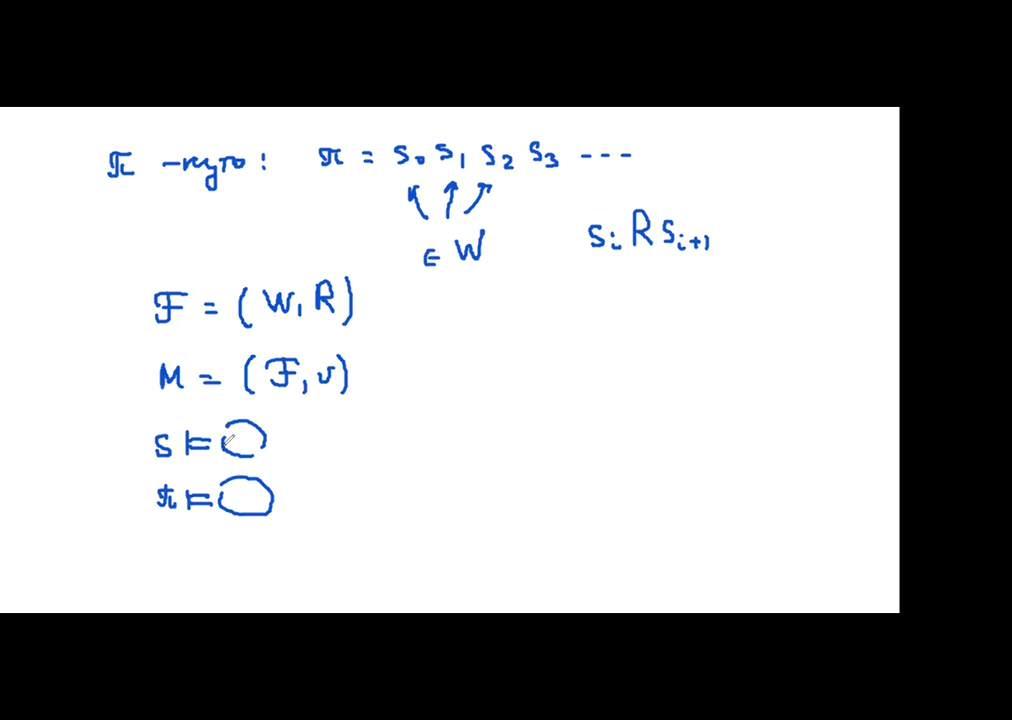 π - путь: π = s₀ s₁ s₂ s₃ ---
∈ W sᵢ R sᵢ₊₁
F = (W, R)
M = (F, v)
s ⊨
π ⊨